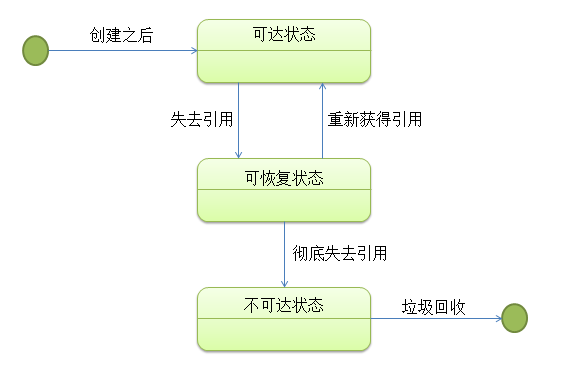 创建之后
可达状态
失去引用
重新获得引用
可恢复状态
彻底失去引用
不可达状态
垃圾回收